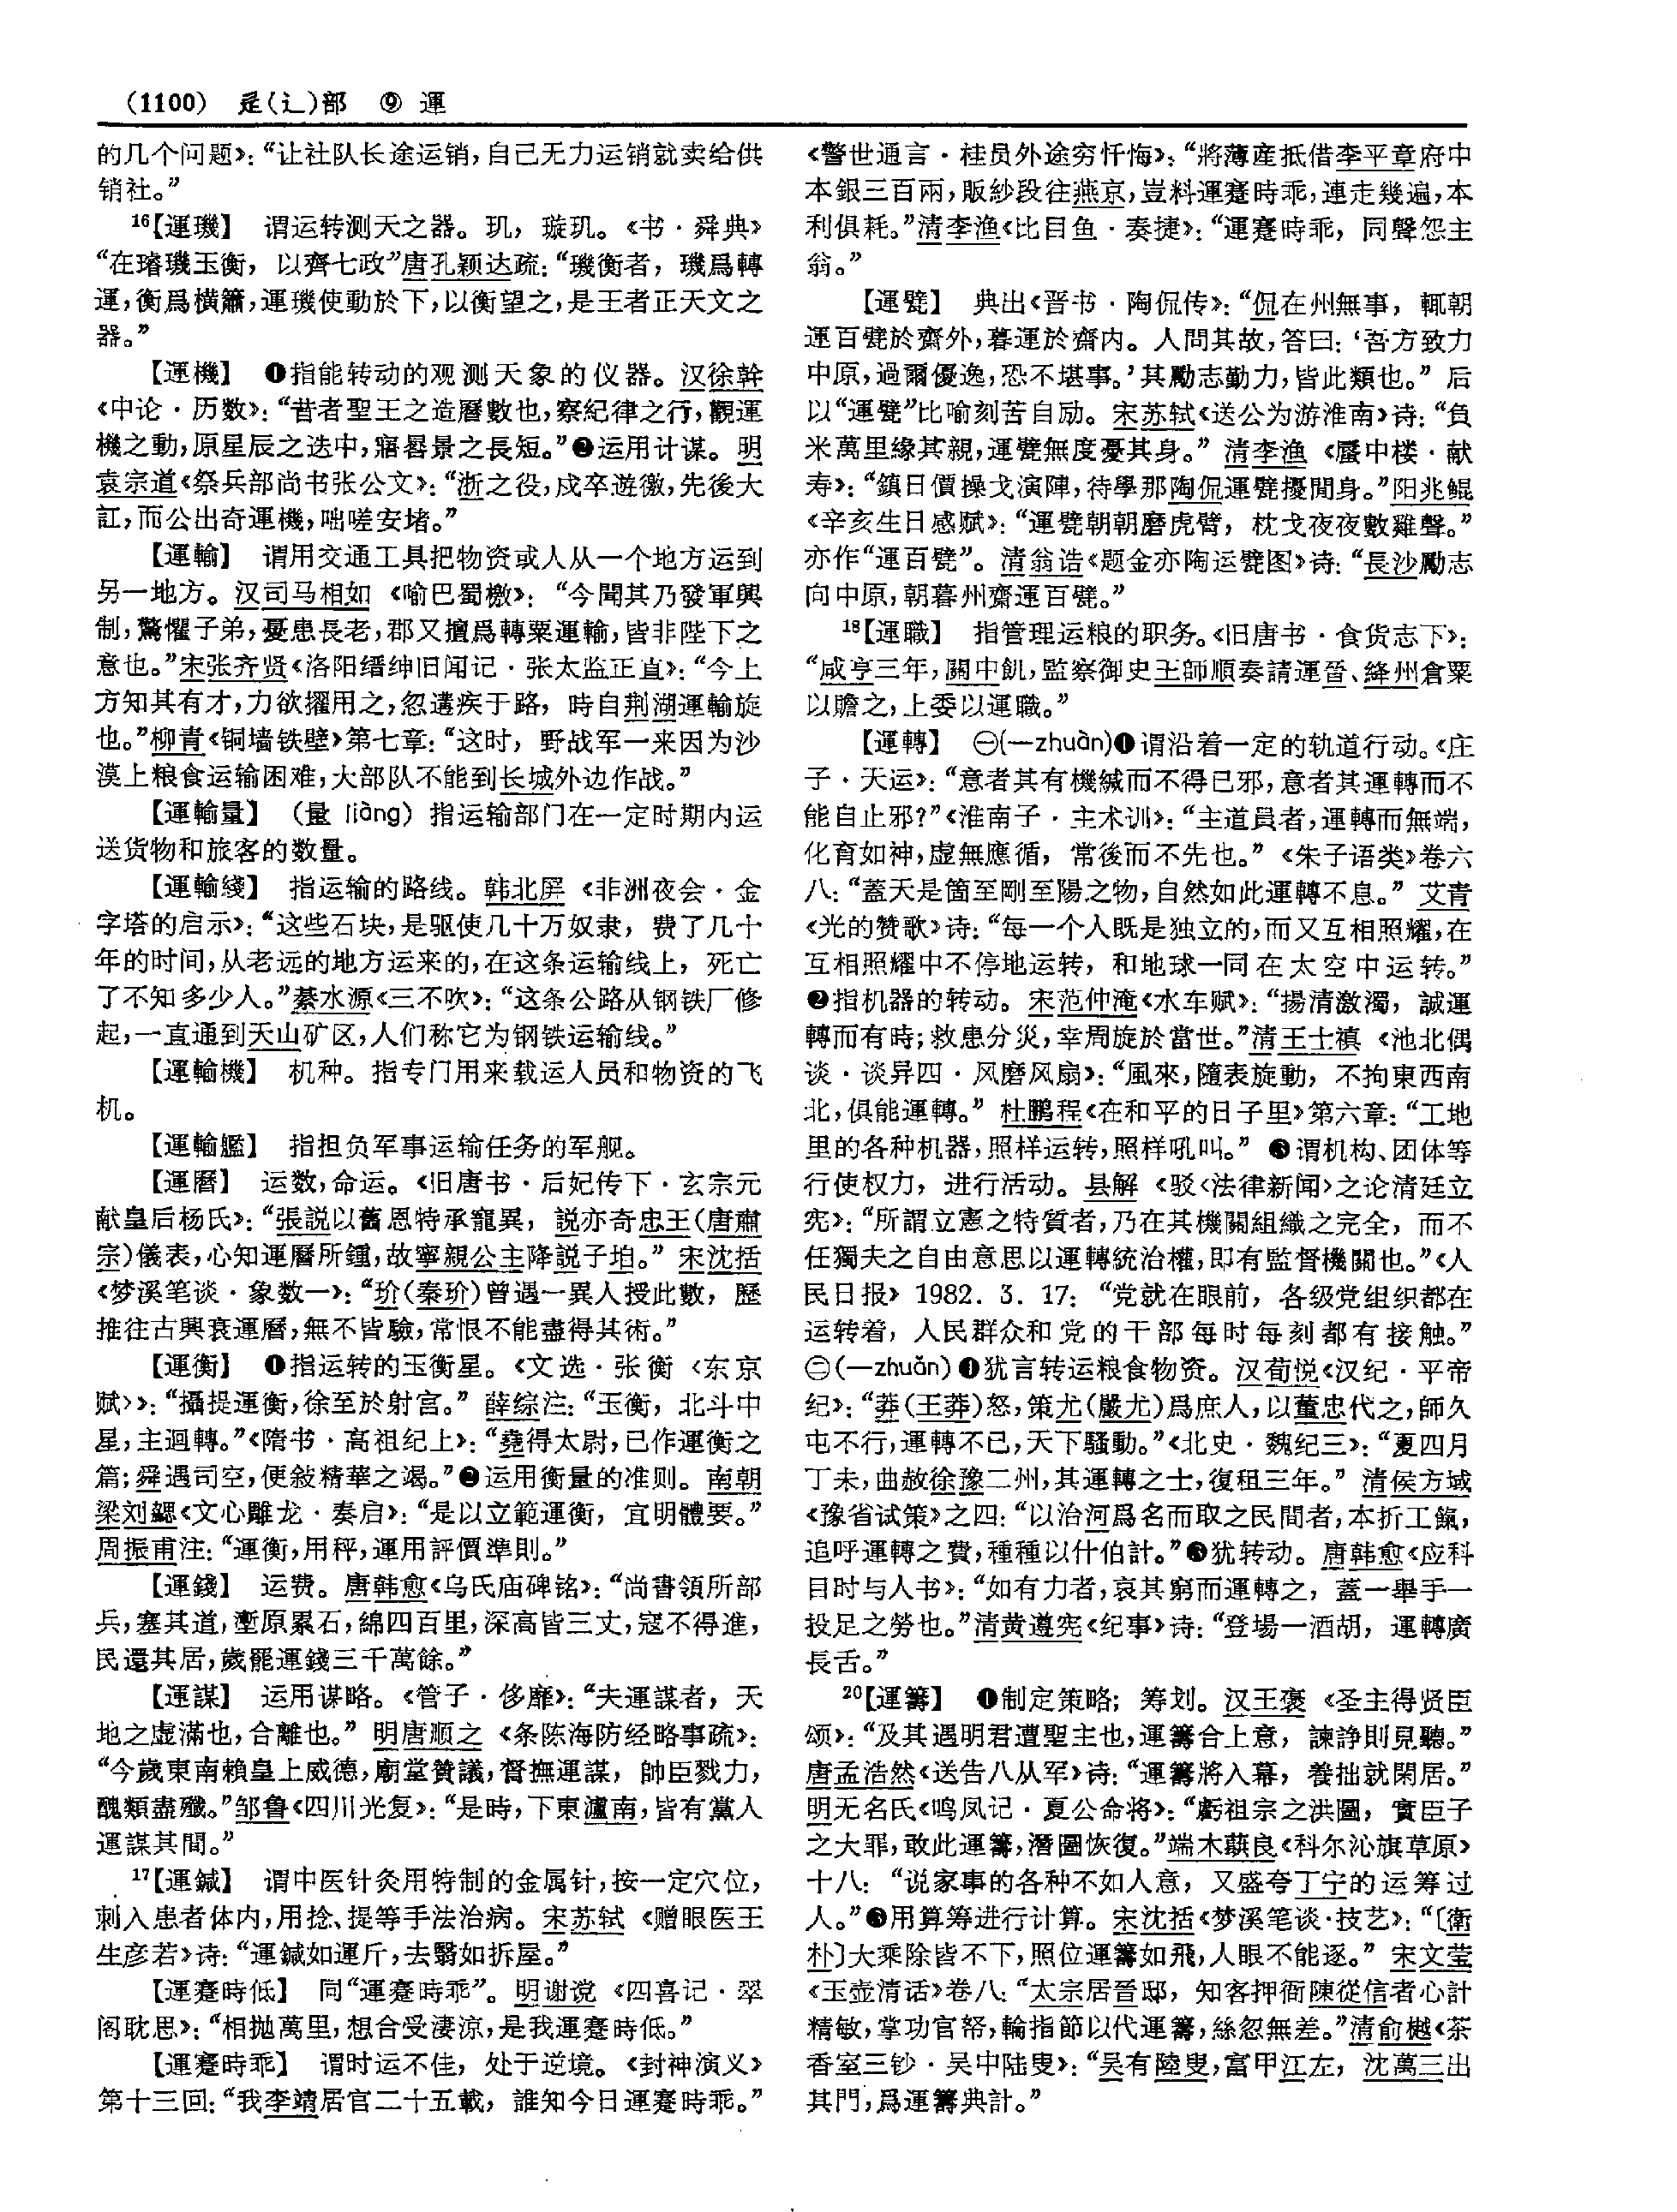 （1100） 辵（辶）部 ⑨ 運
的几个问题》：“让社队长途运销，自己无力运销就卖给供
销社。”
16【運璣】 谓运转测天之器。玑，璇玑。《书·舜典》
“在璿璣玉衡，以齊七政”唐孔颖达疏：“璣衡者，璣爲轉
運，衡爲横簫，運璣使動於下，以衡望之，是王者正天文之
器。”
【運機】 ❶指能转动的观测天象的仪器。汉徐幹
《中论·历数》：“昔者聖王之造曆數也，察紀律之行，觀運
機之動，原星辰之迭中，寤晷景之長短。”❷运用计谋。明
袁宗道《祭兵部尚书张公文》：“浙之役，戍卒遊徼，先後大
訌，而公出奇運機，咄嗟安堵。”
【運輸】 谓用交通工具把物资或人从一个地方运到
另一地方。汉司马相如《喻巴蜀檄》：“今聞其乃發軍興
制，驚懼子弟，憂患長老，郡又擅爲轉粟運輸，皆非陛下之
意也。”宋张齐贤《洛阳缙绅旧闻记·张太监正直》：“今上
方知其有才，力欲擢用之，忽遘疾于路，時自荆湖運輸旋
也。”柳青《铜墙铁壁》第七章：“这时，野战军一来因为沙
漠上粮食运输困难，大部队不能到长城外边作战。”
【運輸量】 （量 liàng）指运输部门在一定时期内运
送货物和旅客的数量。
【運輸綫】 指运输的路线。韩北屏《非洲夜会·金
字塔的启示》：“这些石块，是驱使几十万奴隶，费了几十
年的时间，从老远的地方运来的，在这条运输线上，死亡
了不知多少人。”綦水源《三不吹》：“这条公路从钢铁厂修
起，一直通到天山矿区，人们称它为钢铁运输线。”
【運輸機】 机种。指专门用来载运人员和物资的飞
机。
【運輸艦】 指担负军事运输任务的军舰。
【運曆】 运数，命运。《旧唐书·后妃传下·玄宗元
献皇后杨氏》：“張説以舊恩特承寵異，説亦奇忠王（唐肅
宗）儀表，心知運曆所鍾，故寧親公主降説子垍。”宋沈括
《梦溪笔谈·象数一》：“玠（秦玠）曾遇一異人授此數，歷
推往古興衰運曆，無不皆驗，常恨不能盡得其術。”
【運衡】 ❶指运转的玉衡星。《文选·张衡〈东京
赋〉》：“攝提運衡，徐至於射宫。”薛综注：“玉衡，北斗中
星，主迴轉。”《隋书·高祖纪上》：“堯得太尉，已作運衡之
篇；舜遇司空，便敍精華之竭。”❷运用衡量的准则。南朝
梁刘勰《文心雕龙·奏启》：“是以立範運衡，宜明體要。”
周振甫注：“運衡，用秤，運用評價準則。”
【運錢】 运费。唐韩愈《乌氏庙碑铭》：“尚書領所部
兵，塞其道，壍原累石，綿四百里，深高皆三丈，寇不得進，
民還其居，歲罷運錢三千萬餘。”
【運謀】 运用谋略。《管子·侈靡》：“夫運謀者，天
地之虚滿也，合離也。”明唐顺之《条陈海防经略事疏》：
“今歲東南賴皇上威德，廟堂贊議，督撫運謀，帥臣戮力，
醜類盡殲。”邹鲁《四川光复》：“是時，下東瀘南，皆有黨人
運謀其間。”
17【運鍼】 谓中医针灸用特制的金属针，按一定穴位，
刺入患者体内，用捻、提等手法治病。宋苏轼《赠眼医王
生彦若》诗：“運鍼如運斤，去翳如拆屋。”
【運蹇時低】 同“運蹇時乖”。明谢谠《四喜记·翠
阁耽思》：“相抛萬里，想合受淒涼，是我運蹇時低。”
【運蹇時乖】 谓时运不佳，处于逆境。《封神演义》
第十三回：“我李靖居官二十五載，誰知今日運蹇時乖。”
《警世通言·桂员外途穷忏悔》：“將薄産抵借李平章府中
本銀三百兩，販紗段往燕京，豈料運蹇時乖，連走幾遍，本
利俱耗。”清李渔《比目鱼·奏捷》：“運蹇時乖，同聲怨主
翁。”
【運甓】 典出《晋书·陶侃传》：“侃在州無事，輒朝
運百甓於齋外，暮運於齋内。人問其故，答曰：‘吾方致力
中原，過爾優逸，恐不堪事。’其勵志勤力，皆此類也。”后
以“運甓”比喻刻苦自励。宋苏轼《送公为游淮南》诗：“負
米萬里緣其親，運甓無度憂其身。”清李渔《蜃中楼·献
寿》：“鎮日價操戈演陣，待學那陶侃運甓擾閒身。”阳兆鲲
《辛亥生日感赋》：“運甓朝朝磨虎臂，枕戈夜夜數雞聲。”
亦作“運百甓”。清翁诰《题金亦陶运甓图》诗：“長沙勵志
向中原，朝暮州齋運百甓。”
18【運職】 指管理运粮的职务。《旧唐书·食货志下》：
“咸亨三年，關中飢，監察御史王師順奏請運晉、絳州倉粟
以贍之，上委以運職。”
【運轉】 ㊀（—zhuàn）❶谓沿着一定的轨道行动。《庄
子·天运》：“意者其有機緘而不得已邪，意者其運轉而不
能自止邪？”《淮南子·主术训》：“主道員者，運轉而無端，
化育如神，虚無應循，常後而不先也。”《朱子语类》卷六
八：“蓋天是箇至剛至陽之物，自然如此運轉不息。”艾青
《光的赞歌》诗：“每一个人既是独立的，而又互相照耀，在
互相照耀中不停地运转，和地球一同在太空中运转。”
❷指机器的转动。宋范仲淹《水车赋》：“揚清激濁，誠運
轉而有時；救患分災，幸周旋於當世。”清王士禛《池北偶
谈·谈异四·风磨风扇》：“風來，隨表旋動，不拘東西南
北，俱能運轉。”杜鹏程《在和平的日子里》第六章：“工地
里的各种机器，照样运转，照样吼叫。”❸谓机构、团体等
行使权力，进行活动。县解《驳〈法律新闻〉之论清廷立
宪》：“所謂立憲之特質者，乃在其機關組織之完全，而不
任獨夫之自由意思以運轉統治權，即有監督機關也。”《人
民日报》1982．3．17：“党就在眼前，各级党组织都在
运转着，人民群众和党的干部每时每刻都有接触。”
㊁（—zhuǎn）❶犹言转运粮食物资。汉荀悦《汉纪·平帝
纪》：“莽（王莽）怒，策尤（嚴尤）爲庶人，以董忠代之，師久
屯不行，運轉不已，天下騷動。”《北史·魏纪三》：“夏四月
丁未，曲赦徐豫二州，其運轉之士，復租三年。”清侯方域
《豫省试策》之四：“以治河爲名而取之民間者，本折工餼，
追呼運轉之費，種種以什伯計。”❸犹转动。唐韩愈《应科
目时与人书》：“如有力者，哀其窮而運轉之，蓋一舉手一
投足之勞也。”清黄遵宪《纪事》诗：“登場一酒胡，運轉廣
長舌。”
20【運籌】 ❶制定策略；筹划。汉王褒《圣主得贤臣
颂》：“及其遇明君遭聖主也，運籌合上意，諫諍則見聽。”
唐孟浩然《送告八从军》诗：“運籌將入幕，養拙就閑居。”
明无名氏《鸣凤记·夏公命将》：“虧祖宗之洪圖，實臣子
之大罪，敢此運籌，潛圖恢復。”端木蕻良《科尔沁旗草原》
十八：“说家事的各种不如人意，又盛夸丁宁的运筹过
人。”❸用算筹进行计算。宋沈括《梦溪笔谈·技艺》：“〔衛
朴〕大乘除皆不下，照位運籌如飛，人眼不能逐。”宋文莹
《玉壶清话》卷八：“太宗居晉邸，知客押衙陳從信者心計
精敏，掌功官帑，輪指節以代運籌，絲忽無差。”清俞樾《茶
香室三钞·吴中陆叟》：“吴有陸叟，富甲江左，沈萬三出
其門，爲運籌典計。”